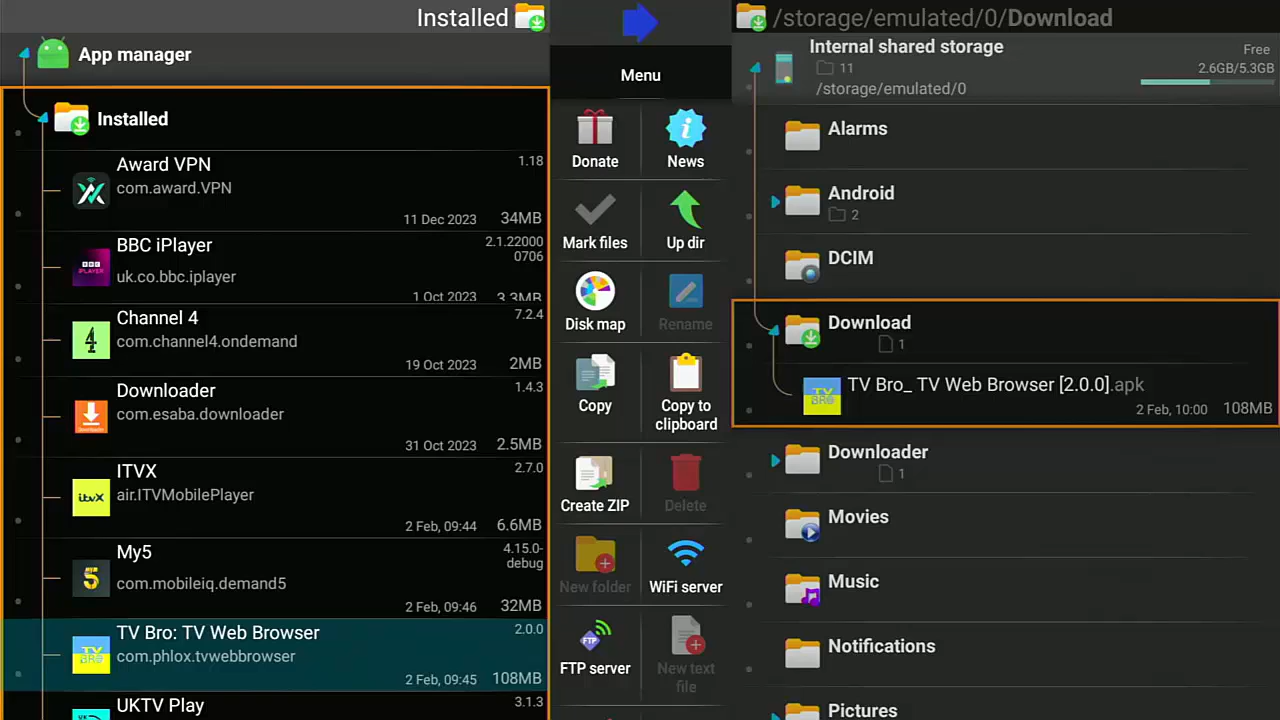 Installed
App manager
Installed
Award VPN
1.18
com.award.VPN
11 Dec 2023
34MB
BBC iPlayer
2.1.22000
0706
uk.co.bbc.iplayer
1 Oct 2023
3.3MB
Channel 4
7.2.4
com.channel4.ondemand
19 Oct 2023
2MB
Downloader
1.4.3
com.esaba.downloader
31 Oct 2023
2.5MB
ITVX
2.7.0
air.ITVMobilePlayer
2 Feb, 09:44
6.6MB
My5
4.15.0-
debug
com.mobileiq.demand5
2 Feb, 09:46
32MB
TV Bro: TV Web Browser
2.0.0
com.phlox.tvwebbrowser
2 Feb, 09:45
108MB
UKTV Play
3.1.3
Menu
Donate
News
Mark files
Up dir
Disk map
Rename
Copy
Copy to
clipboard
Create ZIP
Delete
New folder
WiFi server
FTP server
New text
file
/storage/emulated/0/Download
Internal shared storage
Free
11
2.6GB/5.3GB
/storage/emulated/0
Alarms
Android
2
DCIM
Download
1
TV Bro_ TV Web Browser [2.0.0].apk
2 Feb, 10:00
108MB
Downloader
1
Movies
Music
Notifications
Pictures